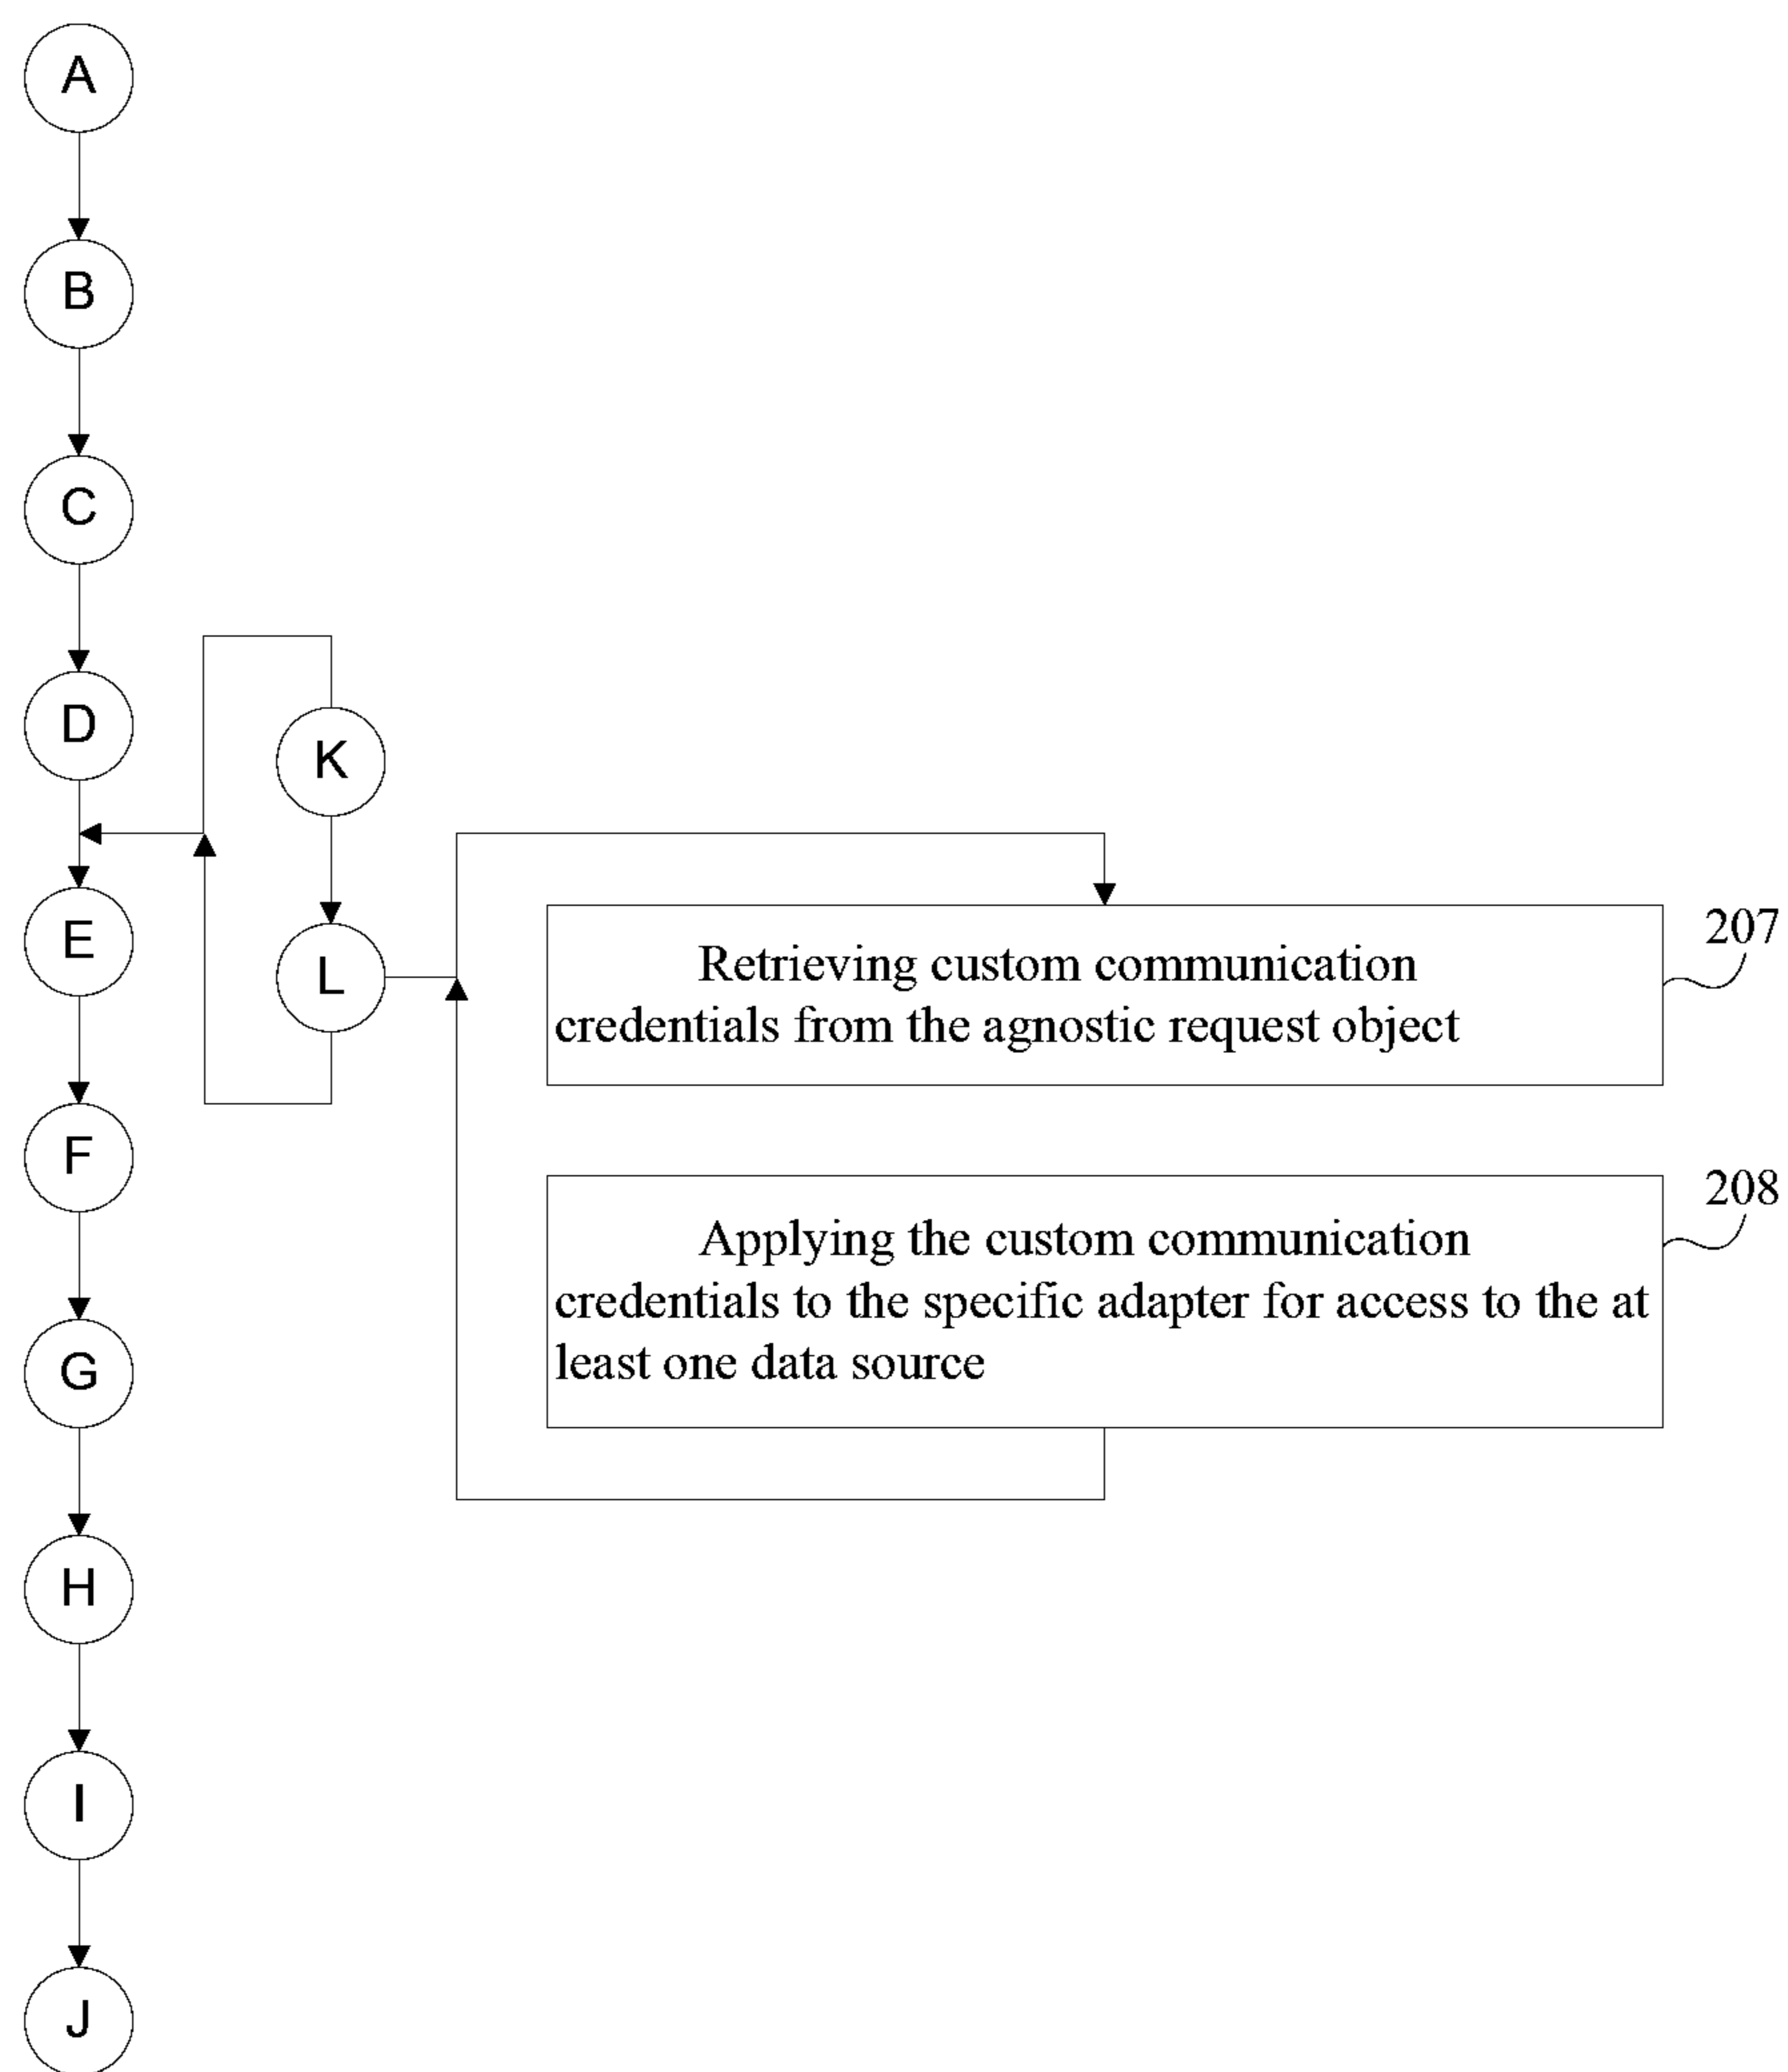 A
B
C
D
K
E
L
207
Retrieving custom communication
credentials from the agnostic request object
F
208
Applying the custom communication
credentials to the specific adapter for access to the at
least one data source
G
H
I
J